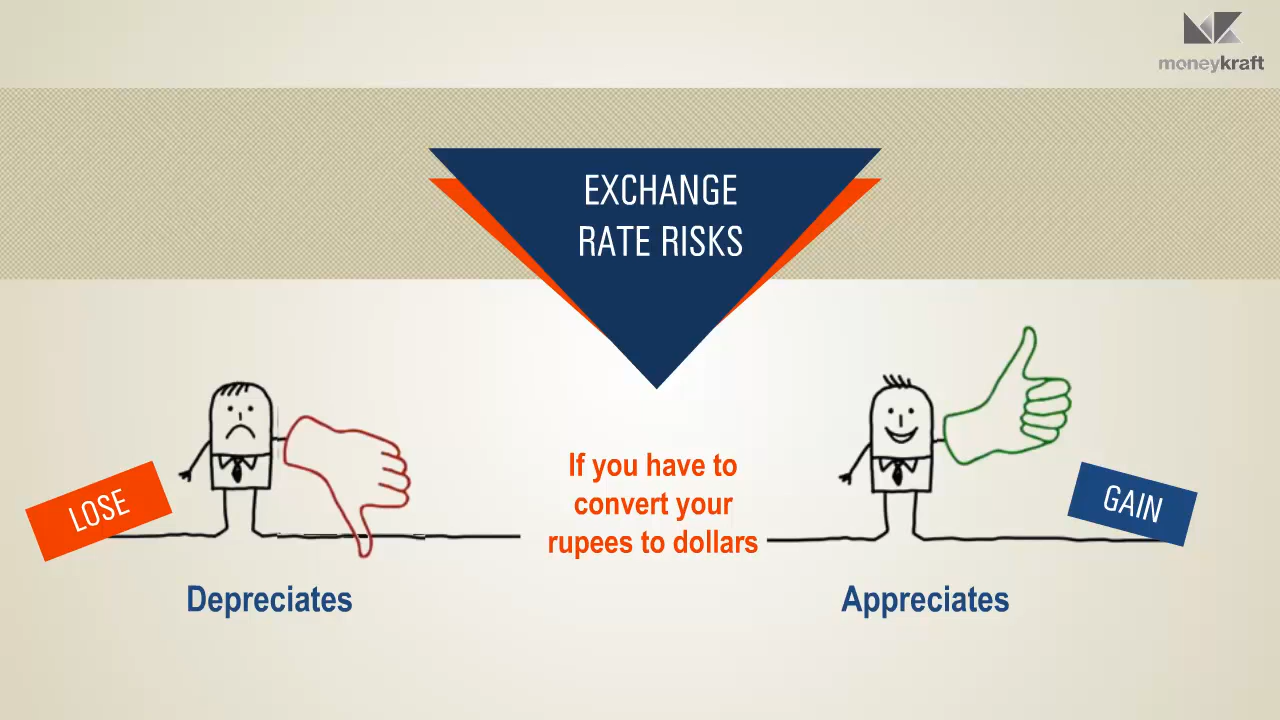 moneykraft
EXCHANGE
RATE RISKS
If you have to
convert your
rupees to dollars
LOSE
GAIN
Depreciates
Appreciates